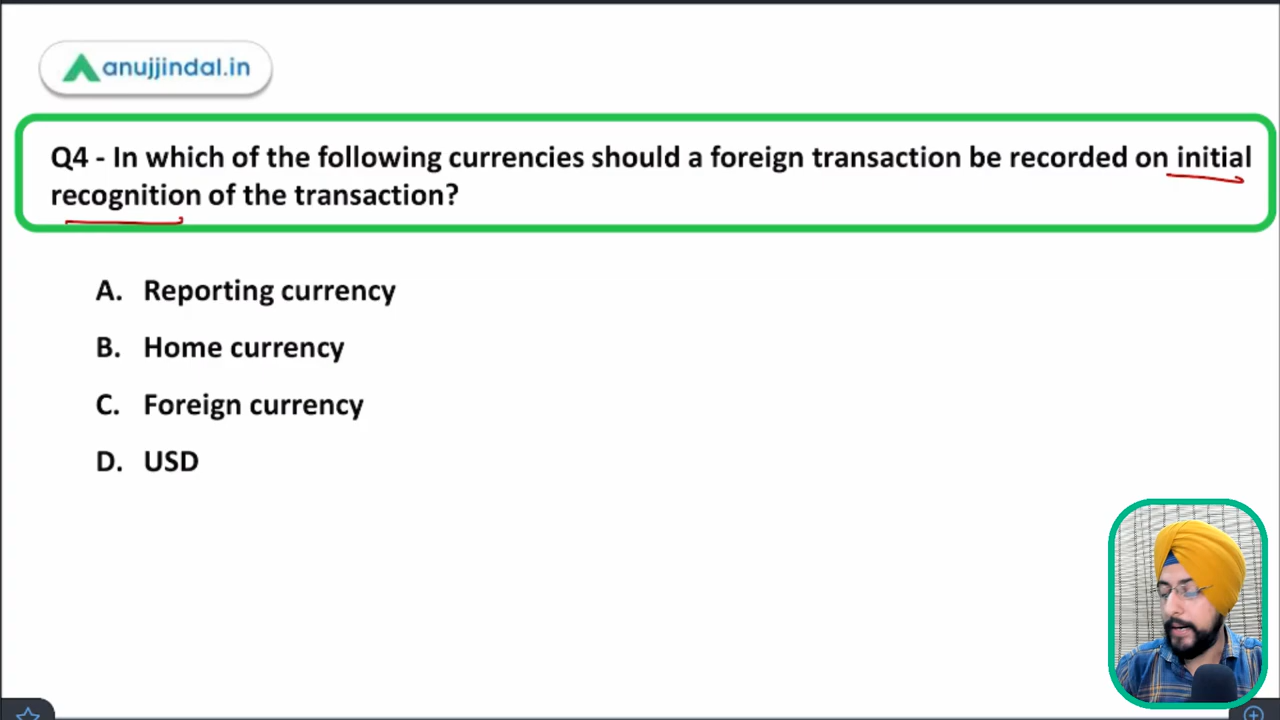 anujjindal.in
Q4 - In which of the following currencies should a foreign transaction be recorded on initial
recognition of the transaction?
A. Reporting currency
B. Home currency
C. Foreign currency
D. USD